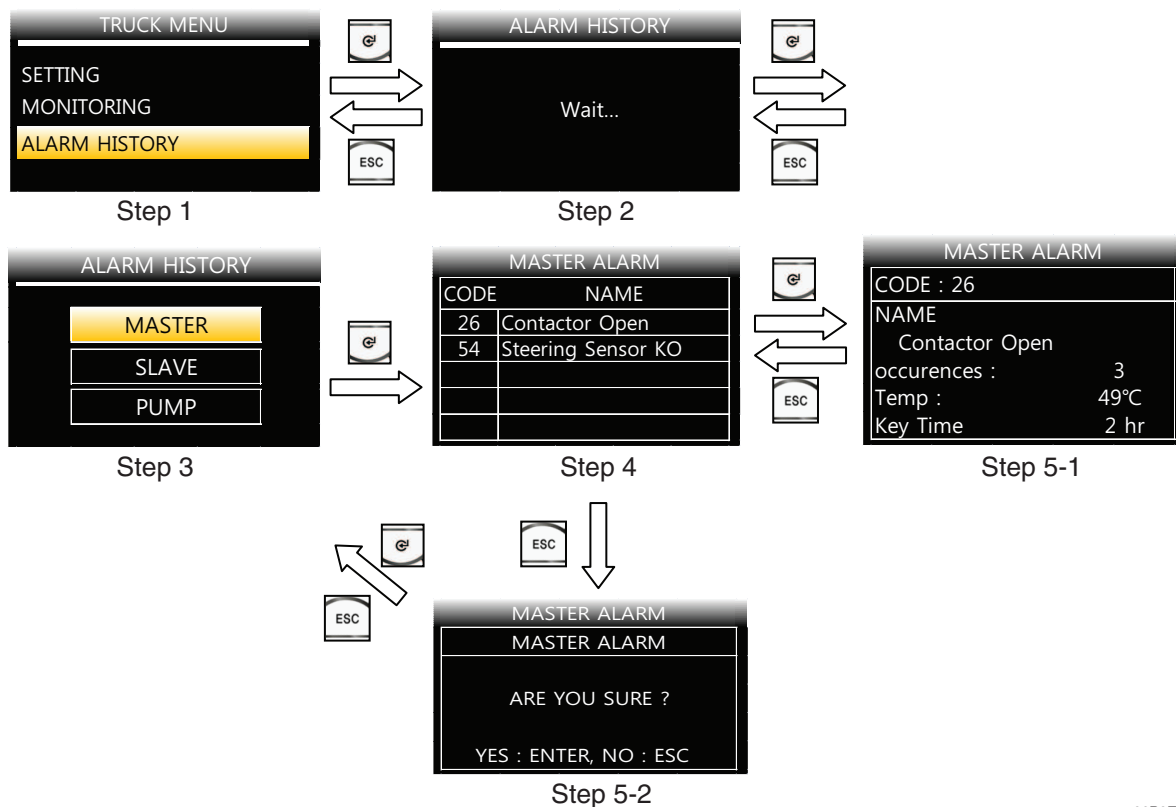 TRUCK MENU
SETTING
MONITORING
ALARM HISTORY
ESC
Step 1
ALARM HISTORY
Wait...
ESC
Step 2
ALARM HISTORY
MASTER
SLAVE
PUMP
Step 3
MASTER ALARM
CODE NAME
26 Contactor Open
54 Steering Sensor KO
ESC
Step 4
MASTER ALARM
CODE : 26
NAME
Contactor Open
occurences : 3
Temp : 49℃
Key Time 2 hr
Step 5-1
ESC
ESC
MASTER ALARM
MASTER ALARM
ARE YOU SURE ?
YES : ENTER, NO : ESC
Step 5-2